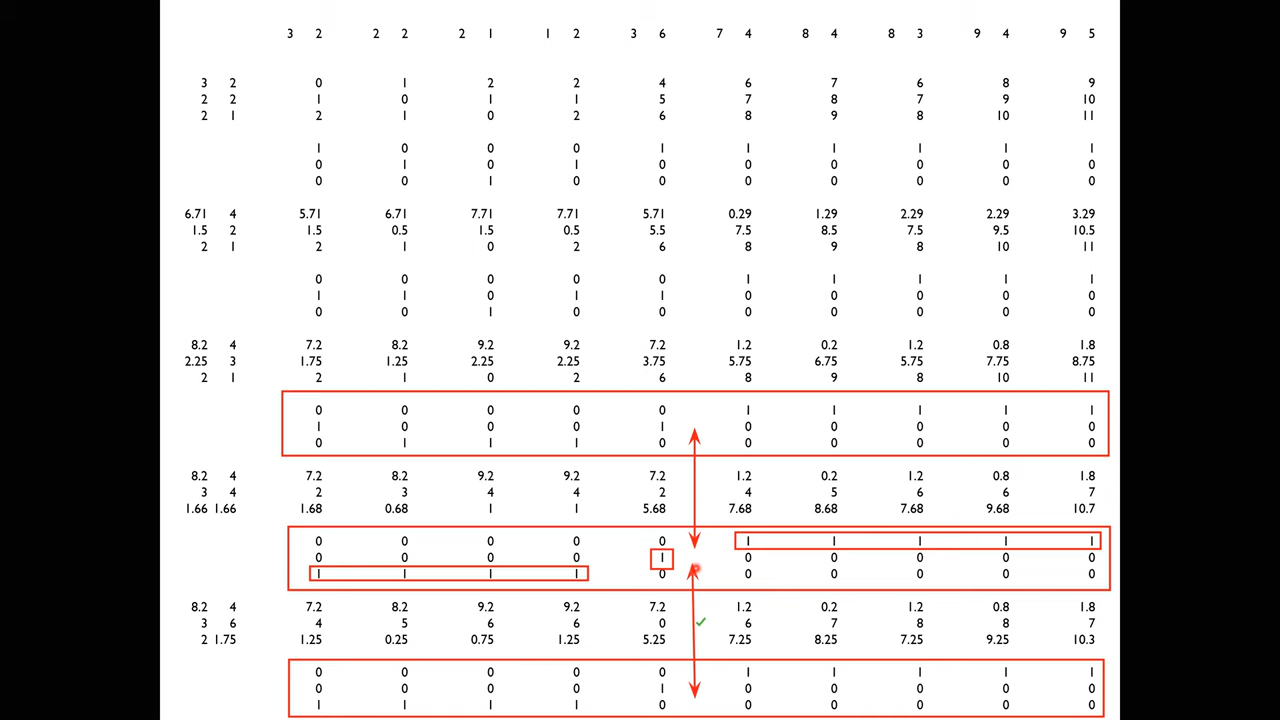 3 2 2 2 2 1 1 2 3 6 7 4 8 4 8 3 9 4 9 5
3 2 0 1 2 2 4 6 7 6 8 9
2 2 1 0 1 1 5 7 8 7 9 10
2 1 2 1 0 2 6 8 9 8 10 11
1 0 0 0 1 1 1 1 1 1
0 1 0 1 0 0 0 0 0 0
0 0 1 0 0 0 0 0 0 0
6.71 4 5.71 6.71 7.71 7.71 5.71 0.29 1.29 2.29 2.29 3.29
1.5 2 1.5 0.5 1.5 0.5 5.5 7.5 8.5 7.5 9.5 10.5
2 1 2 1 0 2 6 8 9 8 10 11
0 0 0 0 0 1 1 1 1 1
1 1 0 1 1 0 0 0 0 0
0 0 1 0 0 0 0 0 0 0
8.2 4 7.2 8.2 9.2 9.2 7.2 1.2 0.2 1.2 0.8 1.8
2.25 3 1.75 1.25 2.25 2.25 3.75 5.75 6.75 5.75 7.75 8.75
2 1 2 1 0 2 6 8 9 8 10 11
0 0 0 0 0 1 1 1 1 1
1 0 0 0 1 0 0 0 0 0
0 1 1 1 0 0 0 0 0 0
8.2 4 7.2 8.2 9.2 9.2 7.2 1.2 0.2 1.2 0.8 1.8
3 4 2 3 4 4 2 4 5 6 6 7
1.66 1.66 1.68 0.68 1 1 5.68 7.68 8.68 7.68 9.68 10.7
0 0 0 0 0 1 1 1 1 1
0 0 0 0 1 0 0 0 0 0
1 1 1 1 0 0 0 0 0 0
8.2 4 7.2 8.2 9.2 9.2 7.2 1.2 0.2 1.2 0.8 1.8
3 6 4 5 6 6 0 6 7 8 8 7
2 1.75 1.25 0.25 0.75 1.25 5.25 7.25 8.25 7.25 9.25 10.3
0 0 0 0 0 1 1 1 1 1
0 0 0 0 1 0 0 0 0 0
1 1 1 1 0 0 0 0 0 0